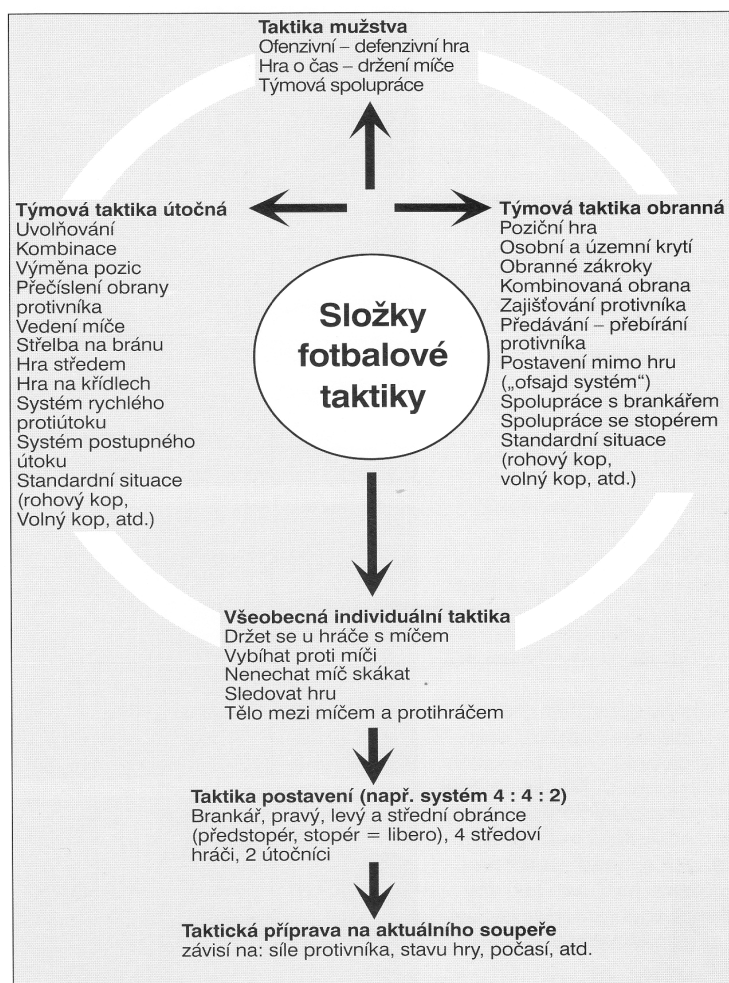 Taktika mužstva
Ofenzivní – defenzivní hra
Hra o čas – držení míče
Týmová spolupráce
Týmová taktika útočná
Uvolňování
Kombinace
Výměna pozic
Přečíslení obrany
protivníka
Vedení míče
Střelba na bránu
Hra středem
Hra na křídlech
Systém rychlého
protiútoku
Systém postupného
útoku
Standardní situace
(rohový kop,
Volný kop, atd.)
Složky
fotbalové
taktiky
Týmová taktika obranná
Poziční hra
Osobní a územní krytí
Obranné zákroky
Kombinovaná obrana
Zajišťování protivníka
Předávání – přebírání
protivníka
Postavení mimo hru
(„ofsajd systém“)
Spolupráce s brankářem
Spolupráce se stopérem
Standardní situace
(rohový kop,
volný kop, atd.)
Všeobecná individuální taktika
Držet se u hráče s míčem
Vybíhat proti míči
Nenechat míč skákat
Sledovat hru
Tělo mezi míčem a protihráčem
Taktika postavení (např. systém 4 : 4 : 2)
Brankář, pravý, levý a střední obránce
(předstopér, stopér = libero), 4 středoví
hráči, 2 útočníci
Taktická příprava na aktuálního soupeře
závisí na: síle protivníka, stavu hry, počasí, atd.